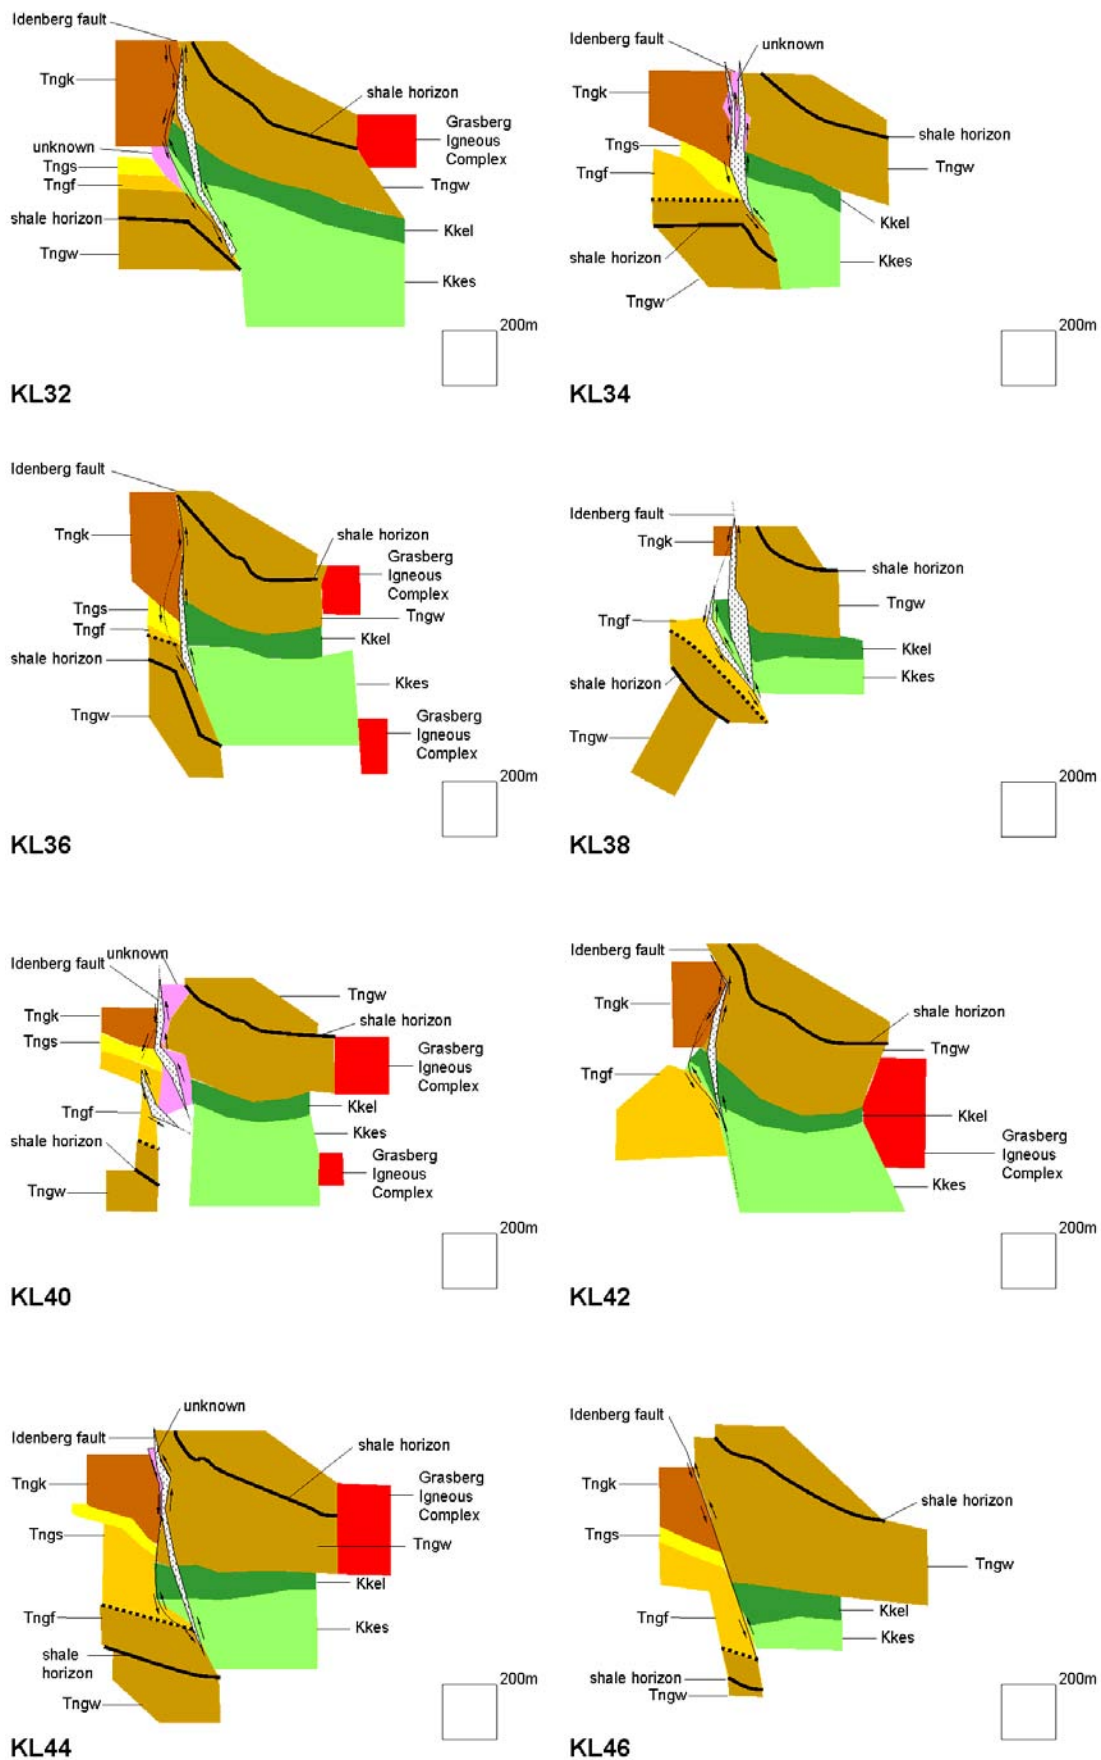 Idenberg fault
Tngk
shale horizon
Grasberg
Igneous
Complex
unknown
Tngs
Tngf
Tngw
shale horizon
Kkel
Tngw
Kkes
200m
KL32
Idenberg fault
unknown
Tngk
shale horizon
Tngs
Tngw
Tngf
Kkel
shale horizon
Kkes
Tngw
200m
KL34
Idenberg fault
Tngk
shale horizon
Grasberg
Igneous
Complex
Tngs
Tngw
Tngf
Kkel
shale horizon
Kkes
Tngw
Grasberg
Igneous
Complex
200m
KL36
Idenberg fault
Tngk
shale horizon
Tngw
Tngf
Kkel
Kkes
shale horizon
Tngw
200m
KL38
unknown
Idenberg fault
Tngw
Tngk
shale horizon
Tngs
Grasberg
Igneous
Complex
Tngf
Kkel
Kkes
shale horizon
Grasberg
Igneous
Complex
Tngw
200m
KL40
Idenberg fault
Tngk
shale horizon
Tngw
Tngf
Kkel
Grasberg
Igneous
Complex
Kkes
200m
KL42
unknown
Idenberg fault
shale horizon
Tngk
Grasberg
Igneous
Complex
Tngs
Tngw
Kkel
Tngf
Kkes
shale
horizon
Tngw
200m
KL44
Idenberg fault
Tngk
shale horizon
Tngs
Tngw
Tngf
Kkel
Kkes
shale horizon
Tngw
200m
KL46